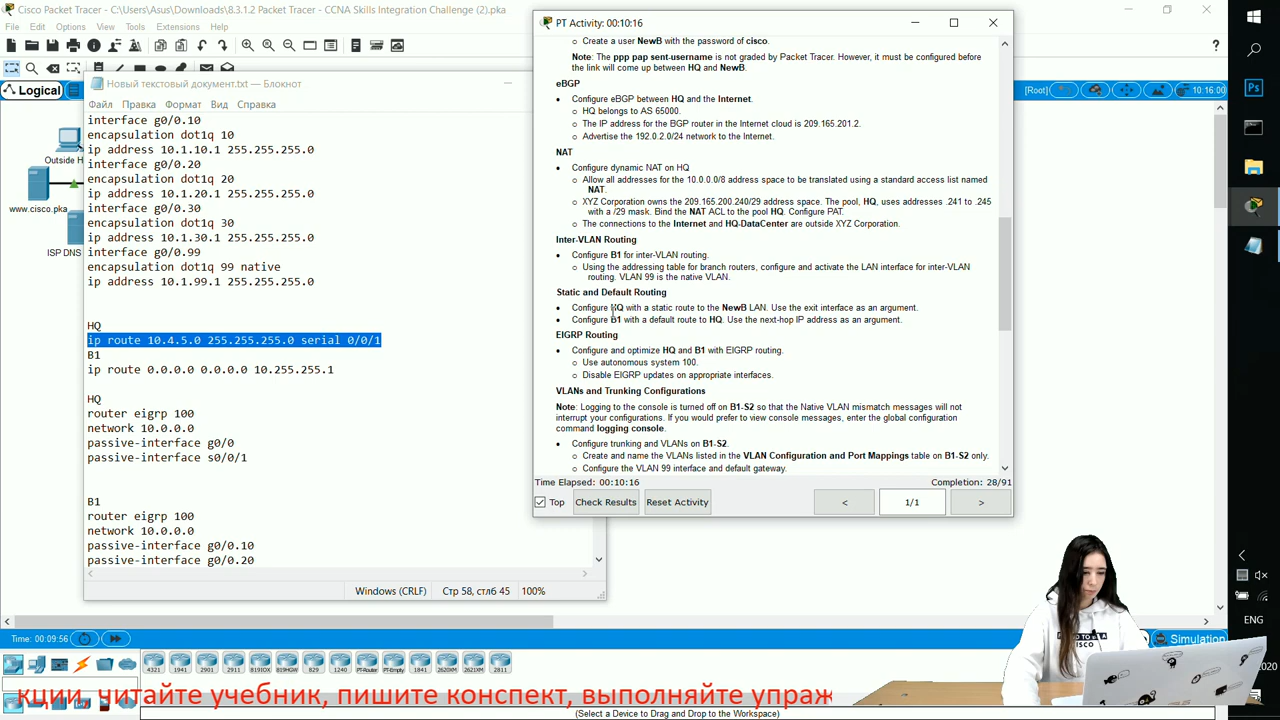 Cisco Packet Tracer - C:\Users\Asus\Downloads\8.3.1.2 Packet Tracer - CCNA Skills Integration Challenge (2).pka
File Edit Options View Tools Extensions Help
Logical
[Root]
10:16:00
Outside H
www.cisco.pka
ISP DNS
Новый текстовый документ.txt — Блокнот
Файл Правка Формат Вид Справка
interface g0/0.10
encapsulation dot1q 10
ip address 10.1.10.1 255.255.255.0
interface g0/0.20
encapsulation dot1q 20
ip address 10.1.20.1 255.255.255.0
interface g0/0.30
encapsulation dot1q 30
ip address 10.1.30.1 255.255.255.0
interface g0/0.99
encapsulation dot1q 99 native
ip address 10.1.99.1 255.255.255.0
HQ
ip route 10.4.5.0 255.255.255.0 serial 0/0/1
B1
ip route 0.0.0.0 0.0.0.0 10.255.255.1
HQ
router eigrp 100
network 10.0.0.0
passive-interface g0/0
passive-interface s0/0/1
B1
router eigrp 100
network 10.0.0.0
passive-interface g0/0.10
passive-interface g0/0.20
Windows (CRLF) Стр 58, стлб 45 100%
PT Activity: 00:10:16
Create a user NewB with the password of cisco.
Note: The ppp pap sent-username is not graded by Packet Tracer. However, it must be configured before
the link will come up between HQ and NewB.
eBGP
Configure eBGP between HQ and the Internet.
HQ belongs to AS 65000.
The IP address for the BGP router in the Internet cloud is 209.165.201.2.
Advertise the 192.0.2.0/24 network to the Internet.
NAT
Configure dynamic NAT on HQ
Allow all addresses for the 10.0.0.0/8 address space to be translated using a standard access list named
NAT.
XYZ Corporation owns the 209.165.200.240/29 address space. The pool, HQ, uses addresses .241 to .245
with a /29 mask. Bind the NAT ACL to the pool HQ. Configure PAT.
The connections to the Internet and HQ-DataCenter are outside XYZ Corporation.
Inter-VLAN Routing
Configure B1 for inter-VLAN routing.
Using the addressing table for branch routers, configure and activate the LAN interface for inter-VLAN
routing. VLAN 99 is the native VLAN.
Static and Default Routing
Configure HQ with a static route to the NewB LAN. Use the exit interface as an argument.
Configure B1 with a default route to HQ. Use the next-hop IP address as an argument.
EIGRP Routing
Configure and optimize HQ and B1 with EIGRP routing.
Use autonomous system 100.
Disable EIGRP updates on appropriate interfaces.
VLANs and Trunking Configurations
Note: Logging to the console is turned off on B1-S2 so that the Native VLAN mismatch messages will not
interrupt your configurations. If you would prefer to view console messages, enter the global configuration
command logging console.
Configure trunking and VLANs on B1-S2.
Create and name the VLANs listed in the VLAN Configuration and Port Mappings table on B1-S2 only.
Configure the VLAN 99 interface and default gateway.
Time Elapsed: 00:10:16 Completion: 28/91
Top Check Results Reset Activity < 1/1 >
Time: 00:09:56
Simulation
4321 1941 2901 2911 819IOX 819HGW 829 1240 PT-Router PT-Empty 1841 2620XM 2621XM 2811
кции, читайте учебник, пишите конспект, выполняйте упраж
(Select a Device to Drag and Drop to the Workspace)
ENG
CISCO